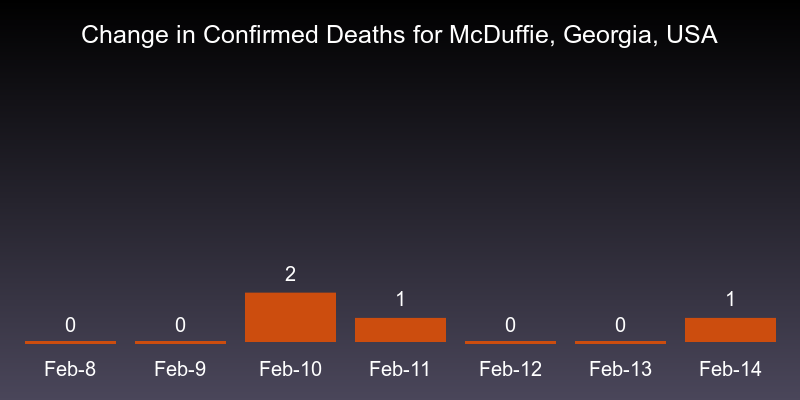 Change in Confirmed Deaths for McDuffie, Georgia, USA
0 0 2 1 0 0 1
Feb-8 Feb-9 Feb-10 Feb-11 Feb-12 Feb-13 Feb-14